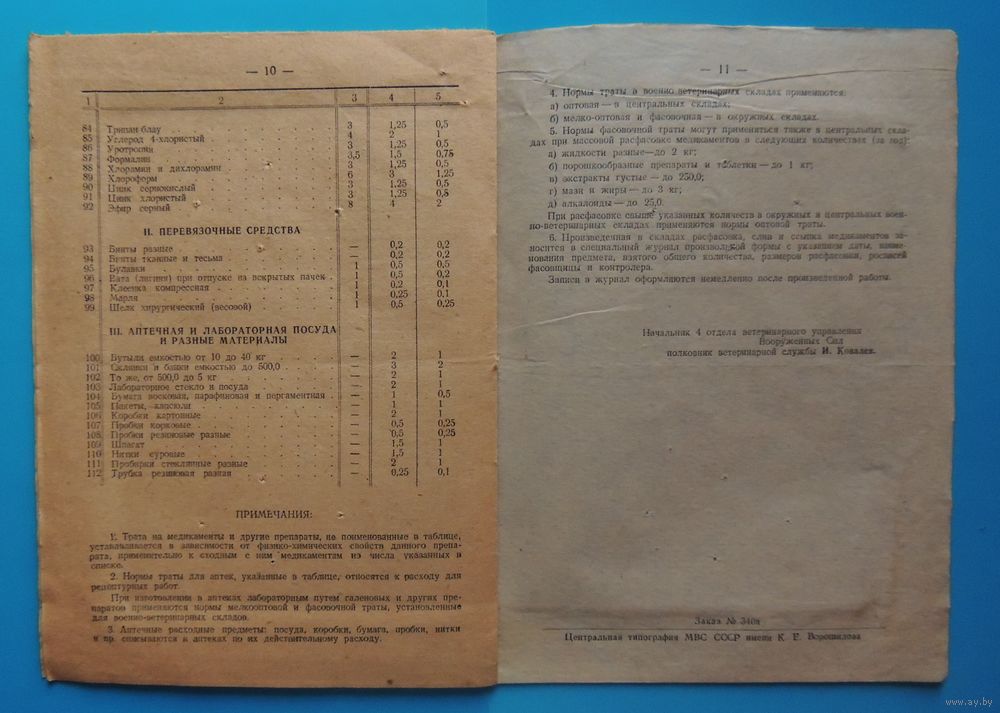 — 10 —
1 2 3 4 5
84 Трипан-блау 3 1,25 0,5
85 Углерод 4-хлористый 4 2 1
86 Уротропин 3 1,25 0,5
87 Формалин 3,5 1,5 0,75
88 Хлорамин и дихлорамин 3 1,25 0,5
89 Хлороформ 6 3 1,25
90 Цинк сернокислый 3 1,25 0,5
91 Цинк хлористый 3 1,25 0,5
92 Эфир серный 8 4 2
II. ПЕРЕВЯЗОЧНЫЕ СРЕДСТВА
93 Бинты разные — 0,2 0,2
94 Бинты тканные и тесьма — 0,2 0,2
95 Булавки 1 0,5 0,5
96 Вата (лигнин) при отпуске из вскрытых пачек 1 0,5 0,2
97 Клеенка компрессная 1 0,2 0,1
98 Марля 1 0,25 0,1
99 Шелк хирургический (весовой) 1 0,5 0,25
III. АПТЕЧНАЯ И ЛАБОРАТОРНАЯ ПОСУДА
И РАЗНЫЕ МАТЕРИАЛЫ
100 Бутыли емкостью от 10 до 40 кг — 2 1
101 Склянки и банки емкостью до 500,0 — 3 2
102 То же, от 500,0 до 5 кг — 2 1
103 Лабораторное стекло и посуда — 2 1
104 Бумага восковая, парафиновая и пергаментная — 1 0,5
105 Пакеты, капсюли — 1 1
106 Коробки картонные — 2 1
107 Пробки корковые — 0,5 0,25
108 Пробки резиновые разные — 0,5 0,25
109 Шпагат — 1,5 1
110 Нитки суровые — 1,5 1
111 Пробирки стеклянные разные — 2 1
112 Трубка резиновая разная — 0,25 0,1
ПРИМЕЧАНИЯ:
1. Трата на медикаменты и другие препараты, не поименованные в таблице,
устанавливается в зависимости от физико-химических свойств данного препа-
рата, применительно к сходным с ним медикаментам из числа указанных в
списке.
2. Нормы траты для аптек, указанные в таблице, относятся к расходу для
рецептурных работ.
При изготовлении в аптеках лабораторным путем галеновых и других пре-
паратов применяются нормы мелкооптовой и фасовочной траты, установленные
для военно-ветеринарных складов.
3. Аптечные расходные предметы: посуда, коробки, бумага, пробки, нитки
и пр. списываются в аптеках по их действительному расходу.
— 11 —
4. Нормы траты в военно-ветеринарных складах применяются:
а) оптовая — в центральных складах;
б) мелко-оптовая и фасовочная — в окружных складах.
5. Нормы фасовочной траты могут применяться также в центральных скла-
дах при массовой расфасовке медикаментов в следующих количествах (за год):
а) жидкости разные — до 2 кг;
б) порошкообразные препараты и таблетки — до 1 кг;
в) экстракты густые — до 250,0;
г) мази и жиры — до 3 кг;
д) алкалоиды — до 25,0.
При расфасовке свыше указанных количеств в окружных и центральных воен-
но-ветеринарных складах применяются нормы оптовой траты.
6. Произведенная в складах расфасовка, слив и ссыпка медикаментов за-
носится в специальный журнал произвольной формы с указанием даты, наиме-
нования предмета, взятого общего количества, размеров расфасовки, росписей
фасовщицы и контролера.
Записи в журнал оформляются немедленно после произведенной работы.
Начальник 4 отдела ветеринарного управления
Вооруженных Сил
полковник ветеринарной службы И. Ковалев.
Заказ № 340а
Центральная типография МВС СССР имени К. Е. Ворошилова
www.ay.by